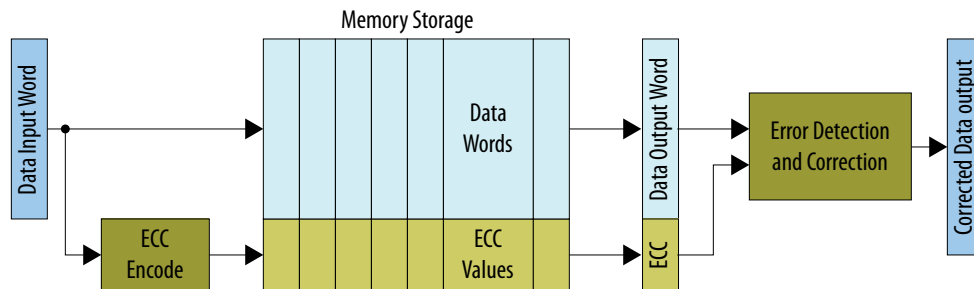 Memory Storage
Data Input Word
Data
Words
Data Output Word
Error Detection
and Correction
Corrected Data output
ECC
Encode
ECC
Values
ECC